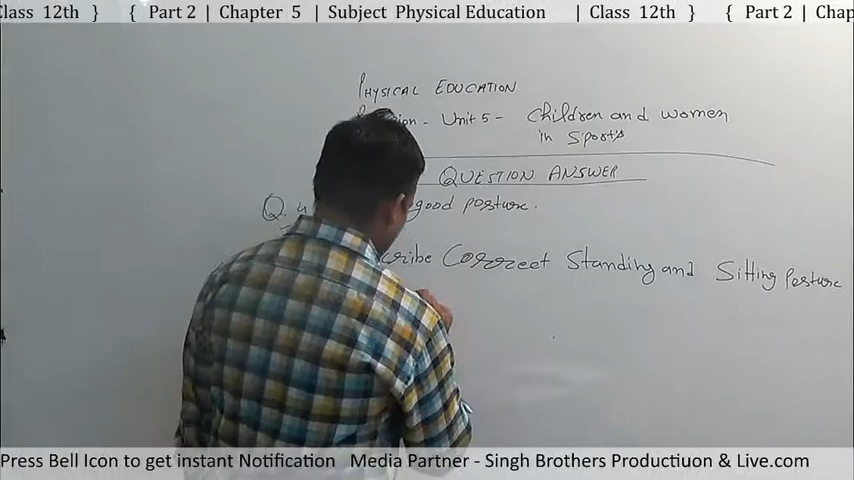 Class 12th } { Part 2 | Chapter 5 | Subject Physical Education | Class 12th } { Part 2 | Chap
PHYSICAL EDUCATION
Unit 5 - Children and women
in Sports
QUESTION ANSWER
Q. 4 good posture.
cribe Correct Standing and Sitting Posture
Press Bell Icon to get instant Notification Media Partner - Singh Brothers Productiuon & Live.com